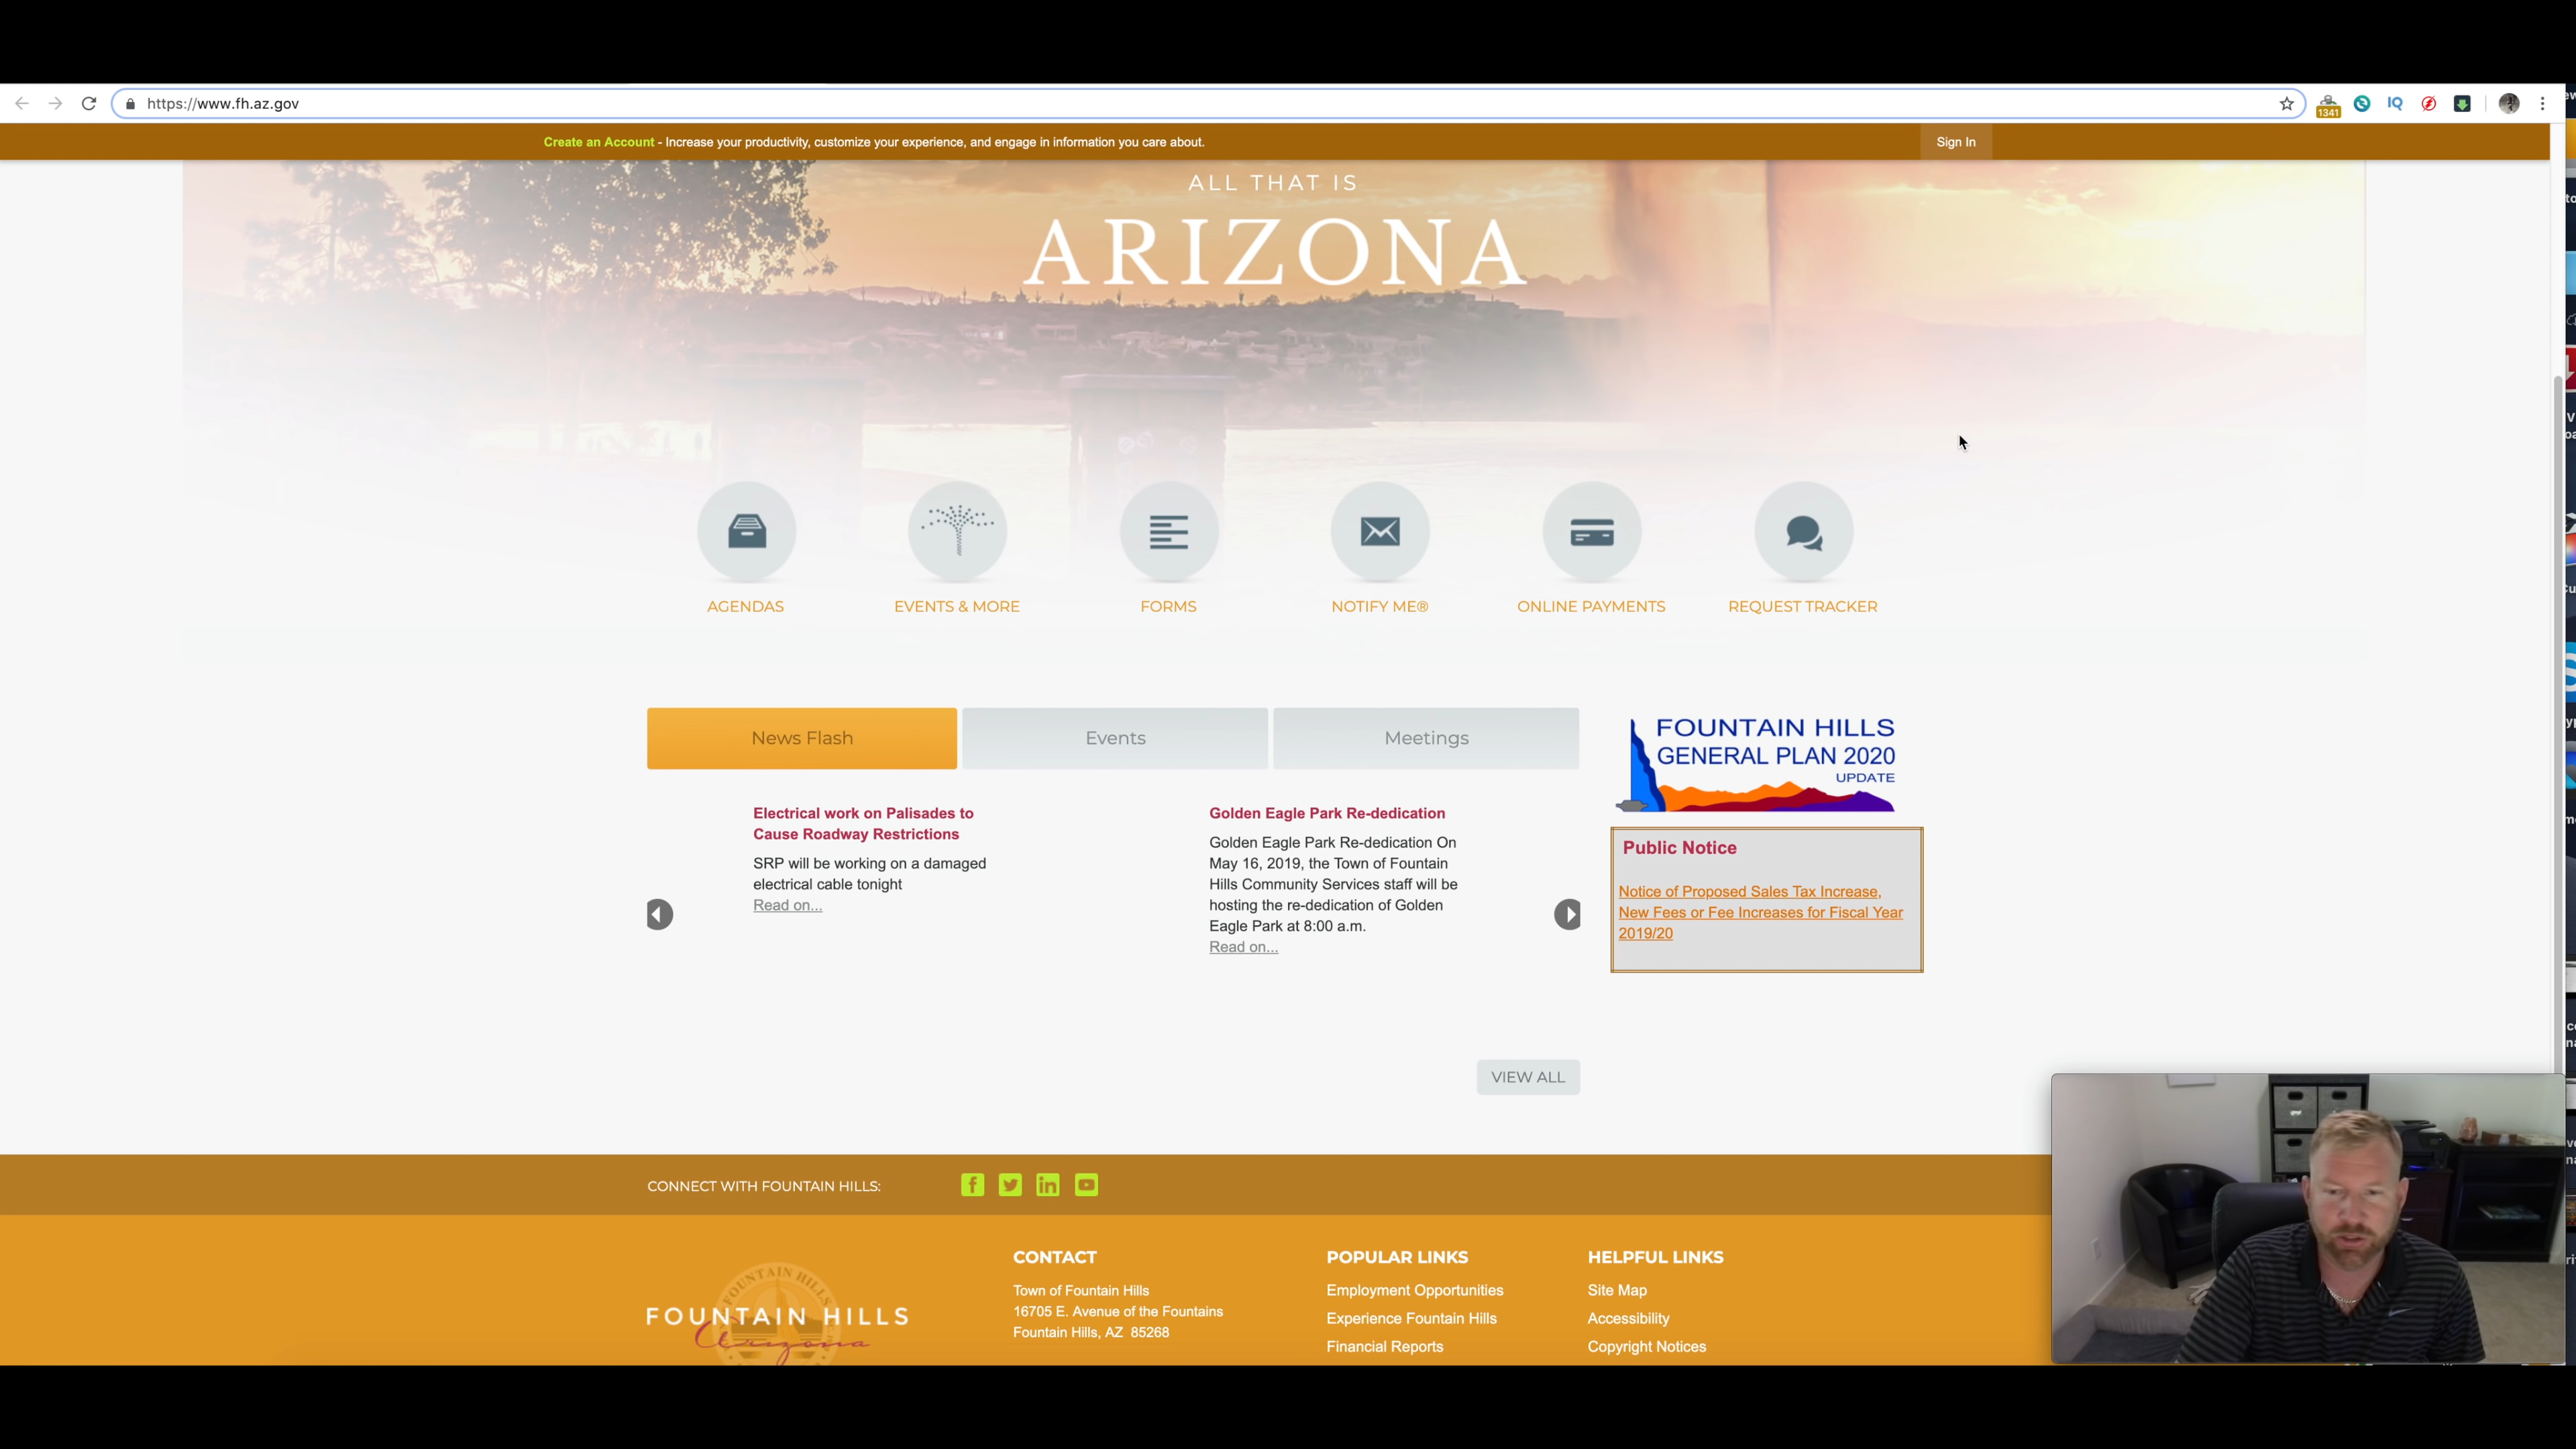 https://www.fh.az.gov
1341
IQ
Create an Account - Increase your productivity, customize your experience, and engage in information you care about.
Sign In
ALL THAT IS
ARIZONA
AGENDAS
EVENTS & MORE
FORMS
NOTIFY ME®
ONLINE PAYMENTS
REQUEST TRACKER
News Flash
Events
Meetings
Electrical work on Palisades to
Cause Roadway Restrictions
SRP will be working on a damaged
electrical cable tonight
Read on...
Golden Eagle Park Re-dedication
Golden Eagle Park Re-dedication On
May 16, 2019, the Town of Fountain
Hills Community Services staff will be
hosting the re-dedication of Golden
Eagle Park at 8:00 a.m.
Read on...
FOUNTAIN HILLS
GENERAL PLAN 2020
UPDATE
Public Notice
Notice of Proposed Sales Tax Increase,
New Fees or Fee Increases for Fiscal Year
2019/20
VIEW ALL
CONNECT WITH FOUNTAIN HILLS:
FOUNTAIN HILLS
FOUNTAIN HILLS
Arizona
CONTACT
Town of Fountain Hills
16705 E. Avenue of the Fountains
Fountain Hills, AZ 85268
POPULAR LINKS
Employment Opportunities
Experience Fountain Hills
Financial Reports
HELPFUL LINKS
Site Map
Accessibility
Copyright Notices